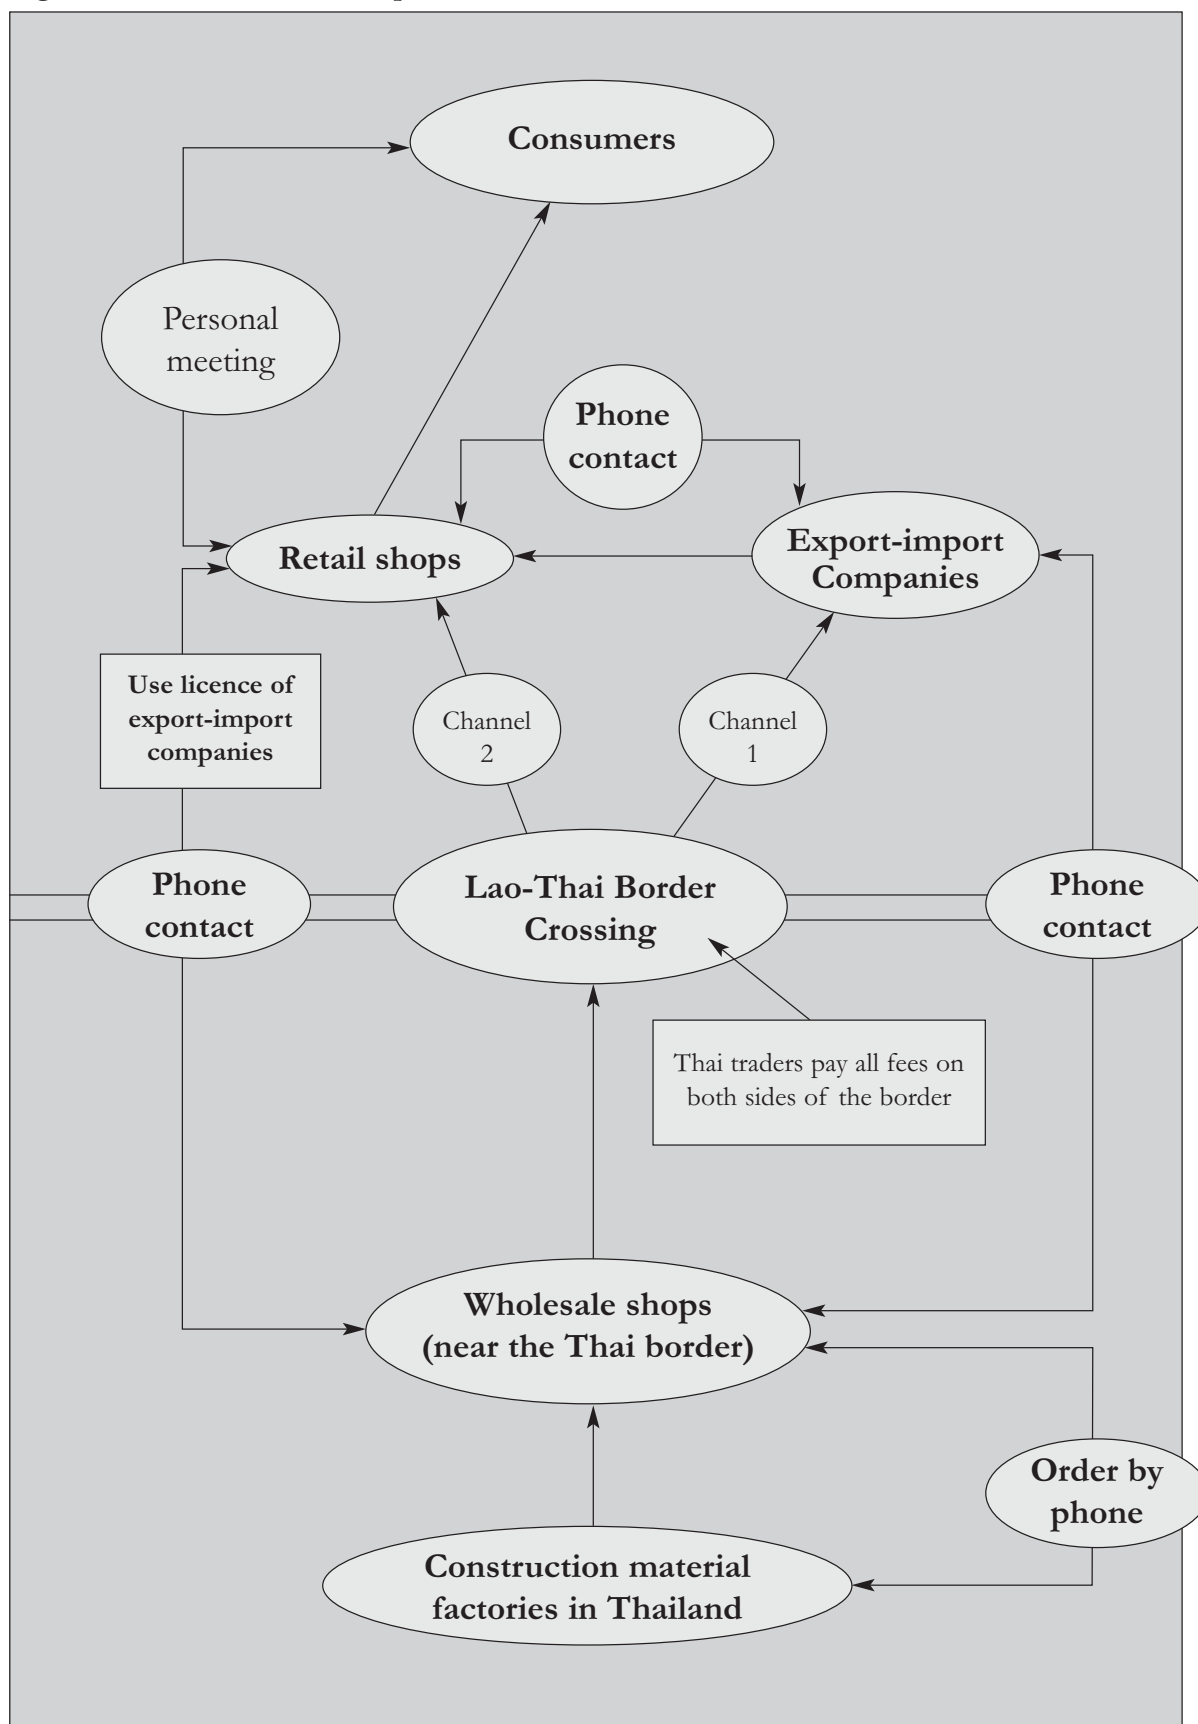 Consumers
Personal
meeting
Phone
contact
Retail shops
Export-import
Companies
Use licence of
export-import
companies
Channel
2
Channel
1
Phone
contact
Lao-Thai Border
Crossing
Phone
contact
Thai traders pay all fees on
both sides of the border
Wholesale shops
(near the Thai border)
Order by
phone
Construction material
factories in Thailand